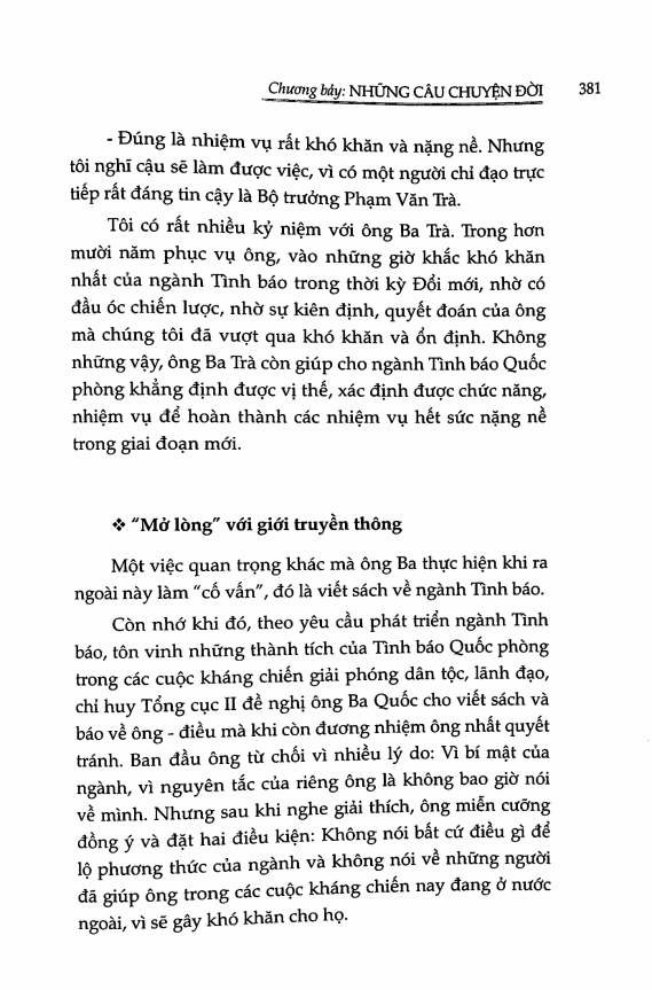 Chương bảy: NHỮNG CÂU CHUYỆN ĐỜI 381
- Đúng là nhiệm vụ rất khó khăn và nặng nề. Nhưng
tôi nghĩ cậu sẽ làm được việc, vì có một người chỉ đạo trực
tiếp rất đáng tin cậy là Bộ trưởng Phạm Văn Trà.
Tôi có rất nhiều kỷ niệm với ông Ba Trà. Trong hơn
mười năm phục vụ ông, vào những giờ khắc khó khăn
nhất của ngành Tình báo trong thời kỳ Đổi mới, nhờ có
đầu óc chiến lược, nhờ sự kiên định, quyết đoán của ông
mà chúng tôi đã vượt qua khó khăn và ổn định. Không
những vậy, ông Ba Trà còn giúp cho ngành Tình báo Quốc
phòng khẳng định được vị thế, xác định được chức năng,
nhiệm vụ để hoàn thành các nhiệm vụ hết sức nặng nề
trong giai đoạn mới.
❖ "Mở lòng" với giới truyền thông
Một việc quan trọng khác mà ông Ba thực hiện khi ra
ngoài này làm "cố vấn", đó là viết sách về ngành Tình báo.
Còn nhớ khi đó, theo yêu cầu phát triển ngành Tình
báo, tôn vinh những thành tích của Tình báo Quốc phòng
trong các cuộc kháng chiến giải phóng dân tộc, lãnh đạo,
chỉ huy Tổng cục II đề nghị ông Ba Quốc cho viết sách và
báo về ông - điều mà khi còn đương nhiệm ông nhất quyết
tránh. Ban đầu ông từ chối vì nhiều lý do: Vì bí mật của
ngành, vì nguyên tắc của riêng ông là không bao giờ nói
về mình. Nhưng sau khi nghe giải thích, ông miễn cưỡng
đồng ý và đặt hai điều kiện: Không nói bất cứ điều gì để
lộ phương thức của ngành và không nói về những người
đã giúp ông trong các cuộc kháng chiến nay đang ở nước
ngoài, vì sẽ gây khó khăn cho họ.